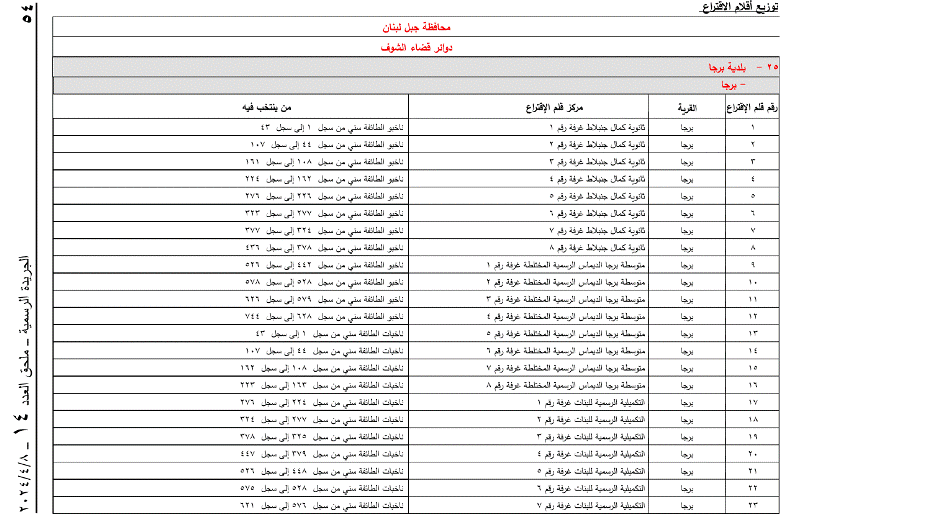 توزيع أقلام الاقتراع
٥٤
محافظة جبل لبنان
دوائر قضاء الشوف
٢٥ - بلدية برجا
- برجا
رقم قلم الإقتراع القرية مركز قلم الإقتراع من ينتخب فيه
١ برجا ثانوية كمال جنبلاط غرفة رقم ١ ناخبو الطائفة سني من سجل ١ إلى سجل ٤٣
٢ برجا ثانوية كمال جنبلاط غرفة رقم ٢ ناخبو الطائفة سني من سجل ٤٤ إلى سجل ١٠٧
٣ برجا ثانوية كمال جنبلاط غرفة رقم ٣ ناخبو الطائفة سني من سجل ١٠٨ إلى سجل ١٦١
٤ برجا ثانوية كمال جنبلاط غرفة رقم ٤ ناخبو الطائفة سني من سجل ١٦٢ إلى سجل ٢٢٤
٥ برجا ثانوية كمال جنبلاط غرفة رقم ٥ ناخبو الطائفة سني من سجل ٢٢٦ إلى سجل ٢٧٦
٦ برجا ثانوية كمال جنبلاط غرفة رقم ٦ ناخبو الطائفة سني من سجل ٢٧٧ إلى سجل ٣٢٣
٧ برجا ثانوية كمال جنبلاط غرفة رقم ٧ ناخبو الطائفة سني من سجل ٣٢٤ إلى سجل ٣٧٧
٨ برجا ثانوية كمال جنبلاط غرفة رقم ٨ ناخبو الطائفة سني من سجل ٣٧٨ إلى سجل ٤٣٦
٩ برجا متوسطة برجا الديماس الرسمية المختلطة غرفة رقم ١ ناخبو الطائفة سني من سجل ٤٤٢ إلى سجل ٥٢٦
١٠ برجا متوسطة برجا الديماس الرسمية المختلطة غرفة رقم ٢ ناخبو الطائفة سني من سجل ٥٢٨ إلى سجل ٥٧٨
١١ برجا متوسطة برجا الديماس الرسمية المختلطة غرفة رقم ٣ ناخبو الطائفة سني من سجل ٥٧٩ إلى سجل ٦٢٦
١٢ برجا متوسطة برجا الديماس الرسمية المختلطة غرفة رقم ٤ ناخبو الطائفة سني من سجل ٦٢٨ إلى سجل ٧٤٤
١٣ برجا متوسطة برجا الديماس الرسمية المختلطة غرفة رقم ٥ ناخبات الطائفة سني من سجل ١ إلى سجل ٤٣
١٤ برجا متوسطة برجا الديماس الرسمية المختلطة غرفة رقم ٦ ناخبات الطائفة سني من سجل ٤٤ إلى سجل ١٠٧
١٥ برجا متوسطة برجا الديماس الرسمية المختلطة غرفة رقم ٧ ناخبات الطائفة سني من سجل ١٠٨ إلى سجل ١٦٢
١٦ برجا متوسطة برجا الديماس الرسمية المختلطة غرفة رقم ٨ ناخبات الطائفة سني من سجل ١٦٣ إلى سجل ٢٢٣
١٧ برجا التكميلية الرسمية للبنات غرفة رقم ١ ناخبات الطائفة سني من سجل ٢٢٤ إلى سجل ٢٧٦
١٨ برجا التكميلية الرسمية للبنات غرفة رقم ٢ ناخبات الطائفة سني من سجل ٢٧٧ إلى سجل ٣٢٤
١٩ برجا التكميلية الرسمية للبنات غرفة رقم ٣ ناخبات الطائفة سني من سجل ٣٢٥ إلى سجل ٣٧٨
٢٠ برجا التكميلية الرسمية للبنات غرفة رقم ٤ ناخبات الطائفة سني من سجل ٣٧٩ إلى سجل ٤٤٧
٢١ برجا التكميلية الرسمية للبنات غرفة رقم ٥ ناخبات الطائفة سني من سجل ٤٤٨ إلى سجل ٥٢٦
٢٢ برجا التكميلية الرسمية للبنات غرفة رقم ٦ ناخبات الطائفة سني من سجل ٥٢٨ إلى سجل ٥٧٥
٢٣ برجا التكميلية الرسمية للبنات غرفة رقم ٧ ناخبات الطائفة سني من سجل ٥٧٦ إلى سجل ٦٢١
الجريدة الرسمية - ملحق العدد ١٤ - ٢٠٢٤/٤/٨